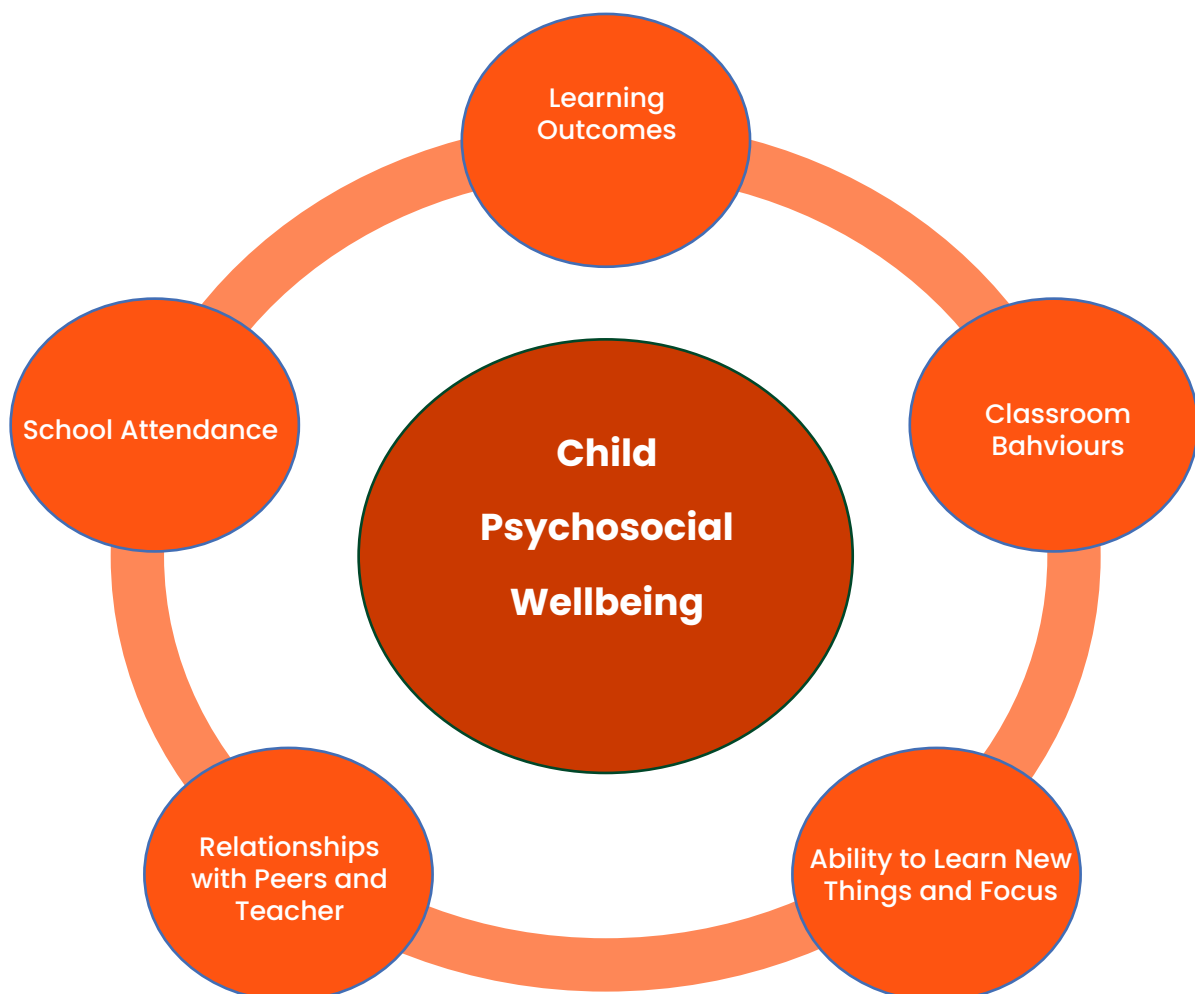 Learning
Outcomes
Classroom
Bahviours
School Attendance
Child
Psychosocial
Wellbeing
Relationships
with Peers and
Teacher
Ability to Learn New
Things and Focus